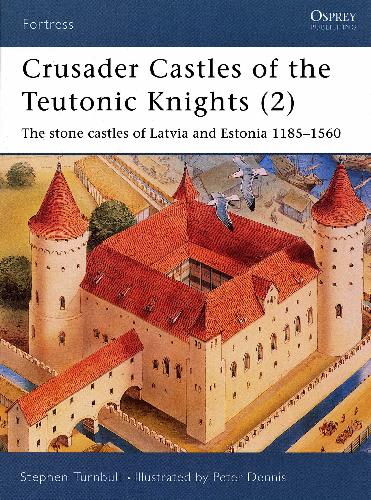 Fortress
OSPREY
PUBLISHING
Crusader Castles of the
Teutonic Knights (2)
The stone castles of Latvia and Estonia 1185–1560
Stephen Turnbull • Illustrated by Peter Dennis